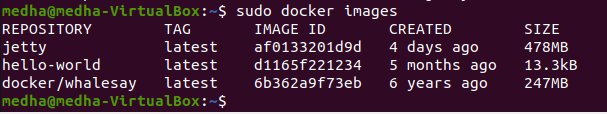 medha@medha-VirtualBox:~$ sudo docker images
REPOSITORY TAG IMAGE ID CREATED SIZE
jetty latest af0133201d9d 4 days ago 478MB
hello-world latest d1165f221234 5 months ago 13.3kB
docker/whalesay latest 6b362a9f73eb 6 years ago 247MB
medha@medha-VirtualBox:~$